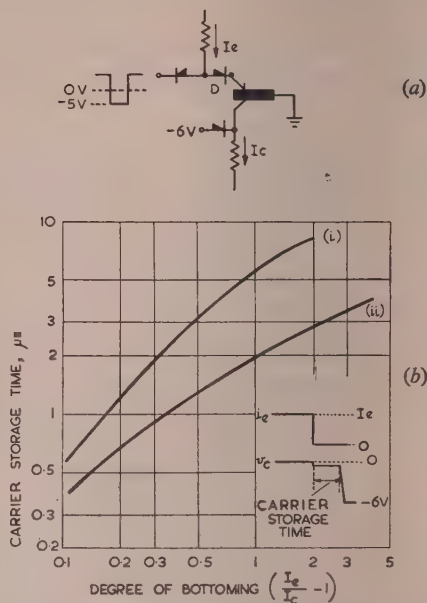 Ie
(a)
0V
-5V
D
-6V
Ic
10
5
3
2
1
0·5
0·3
0·2
0·1 0·2 0·3 0·5 1 2 3 5
CARRIER STORAGE TIME, μs
(i)
(ii)
(b)
ie
Ie
0
vc
0
-6V
CARRIER
STORAGE
TIME
DEGREE OF BOTTOMING (Ie/Ic -1)